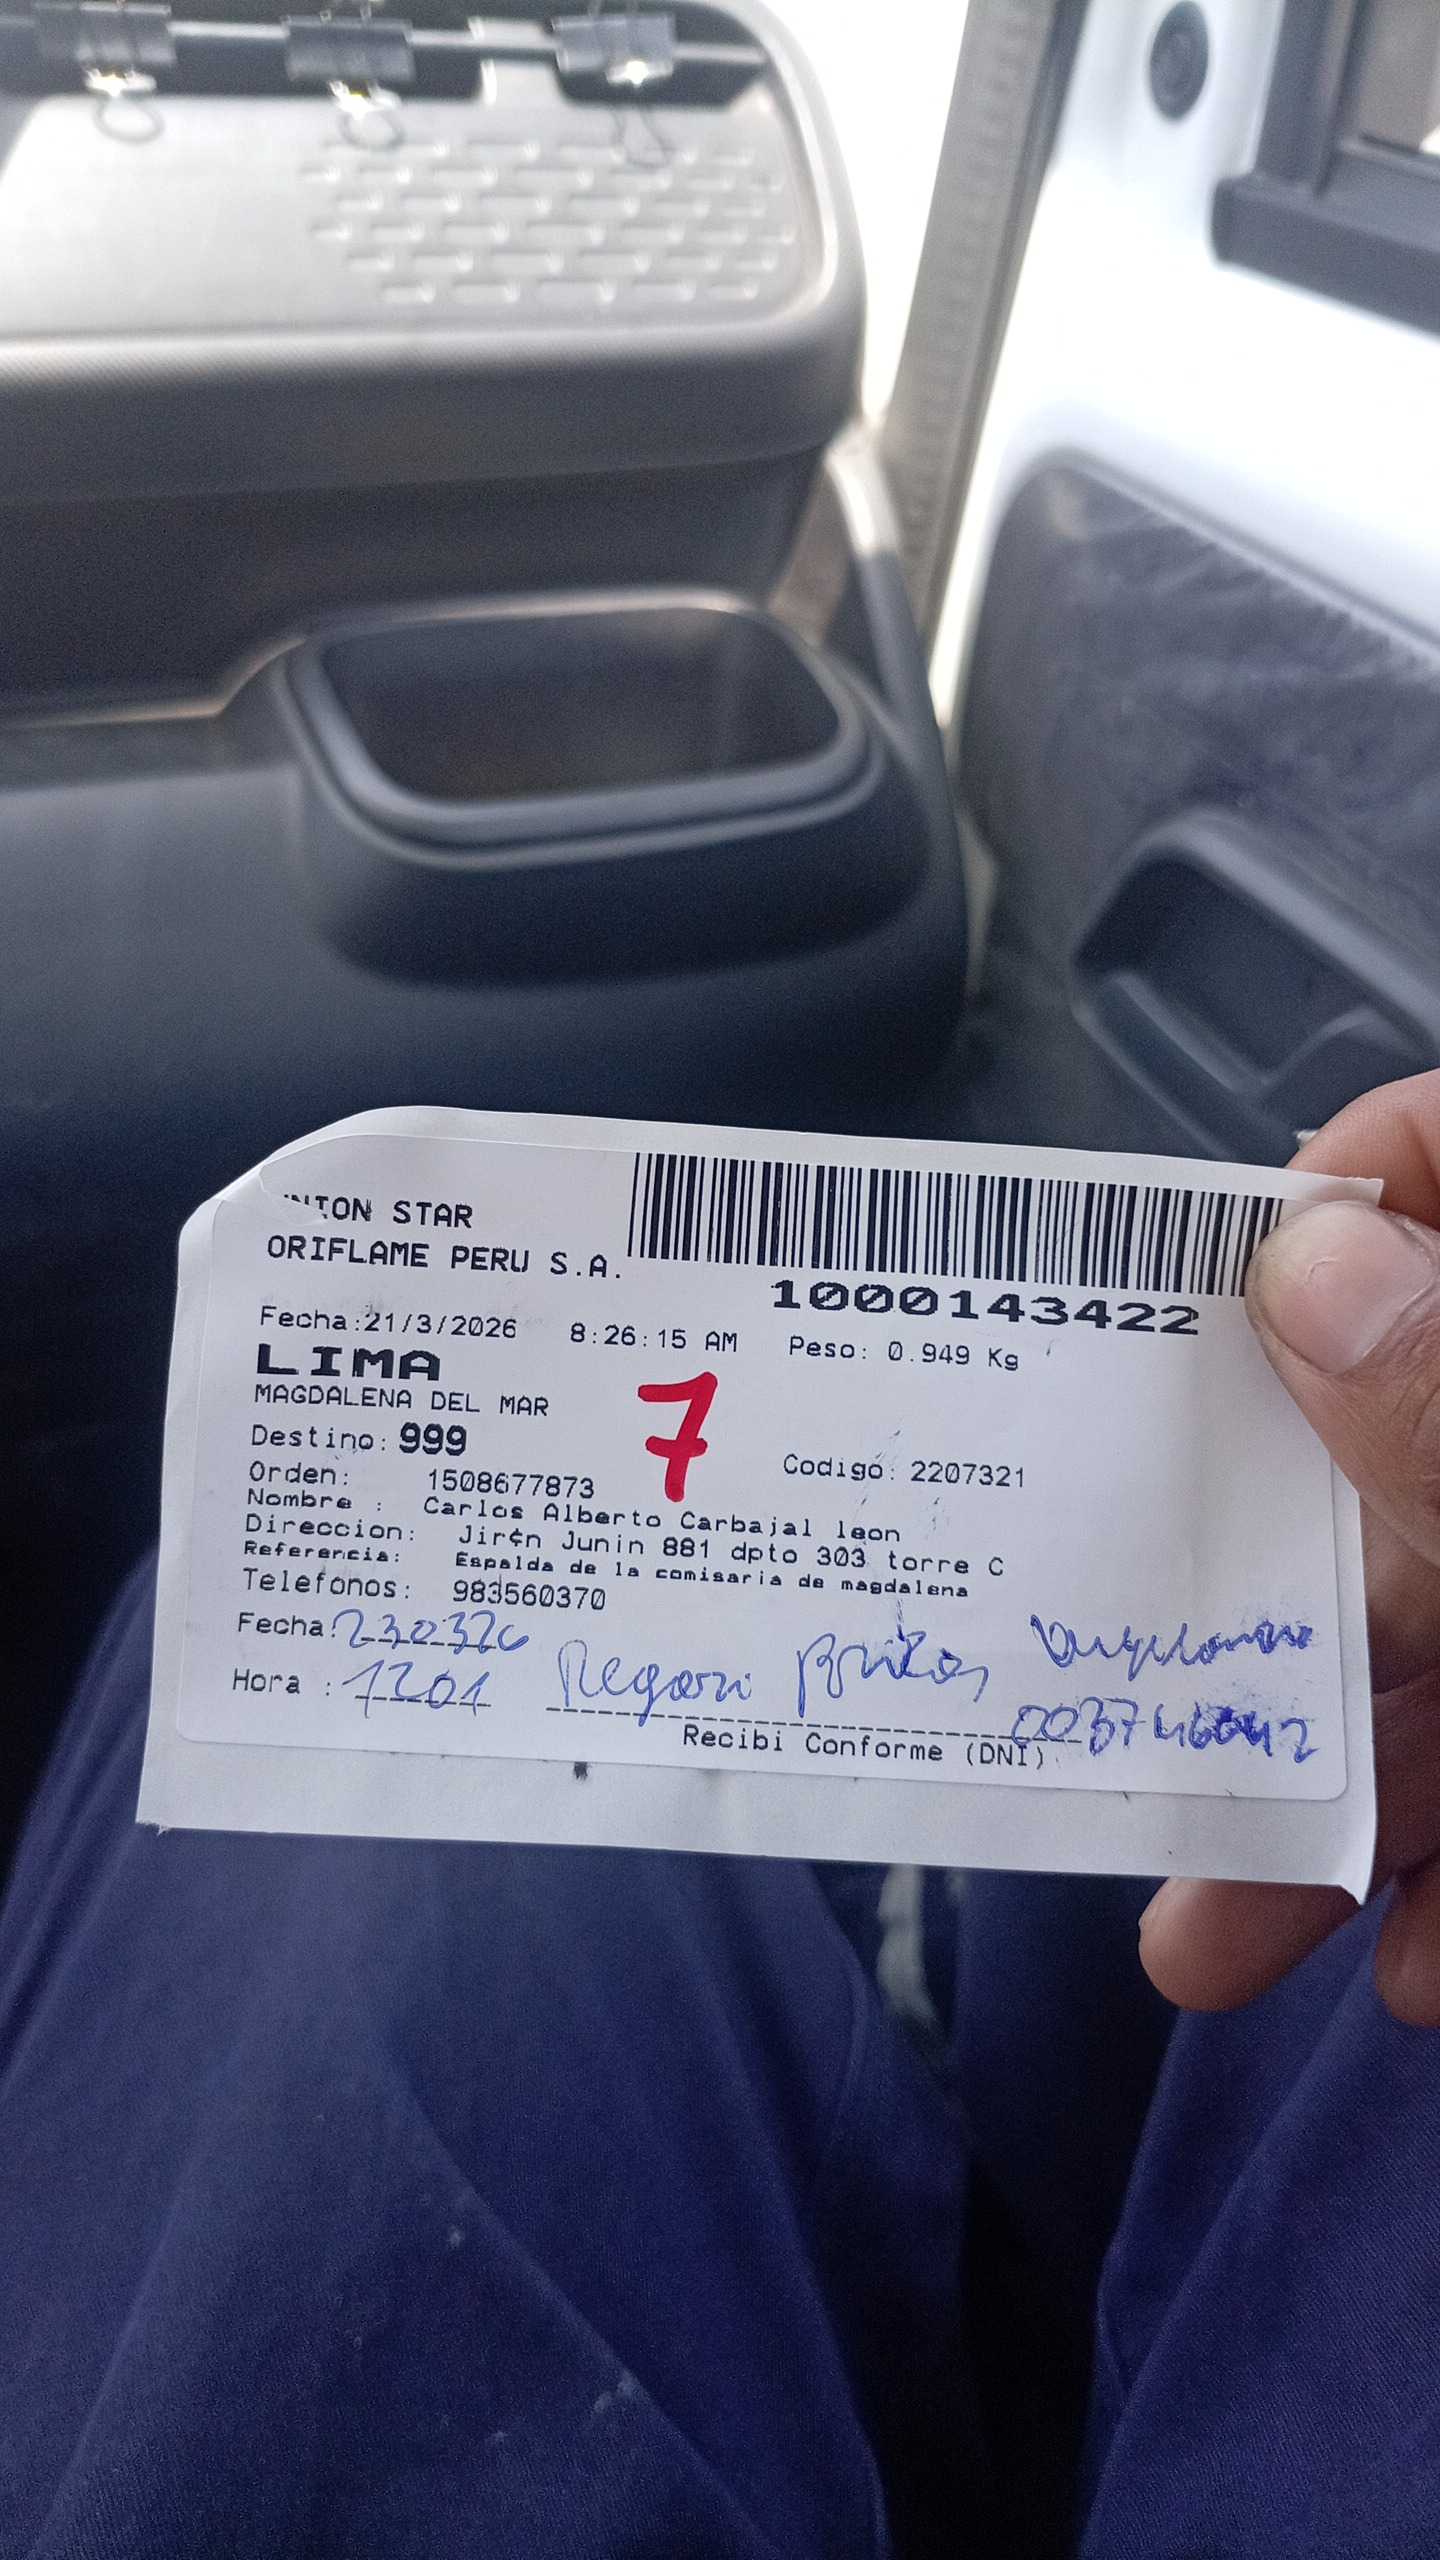 UNION STAR
ORIFLAME PERU S.A.
1000143422
Fecha:21/3/2026 8:26:15 AM Peso: 0.949 Kg
LIMA
MAGDALENA DEL MAR
7
Destino: 999
Codigo: 2207321
Orden: 1508677873
Nombre : Carlos Alberto Carbajal leon
Direccion: Jir¢n Junin 881 dpto 303 torre C
Referencia: Espalda de la comisaria de magdalena
Telefonos: 983560370
Fecha: 230326
Hora : 1201
Recibi Conforme (DNI)